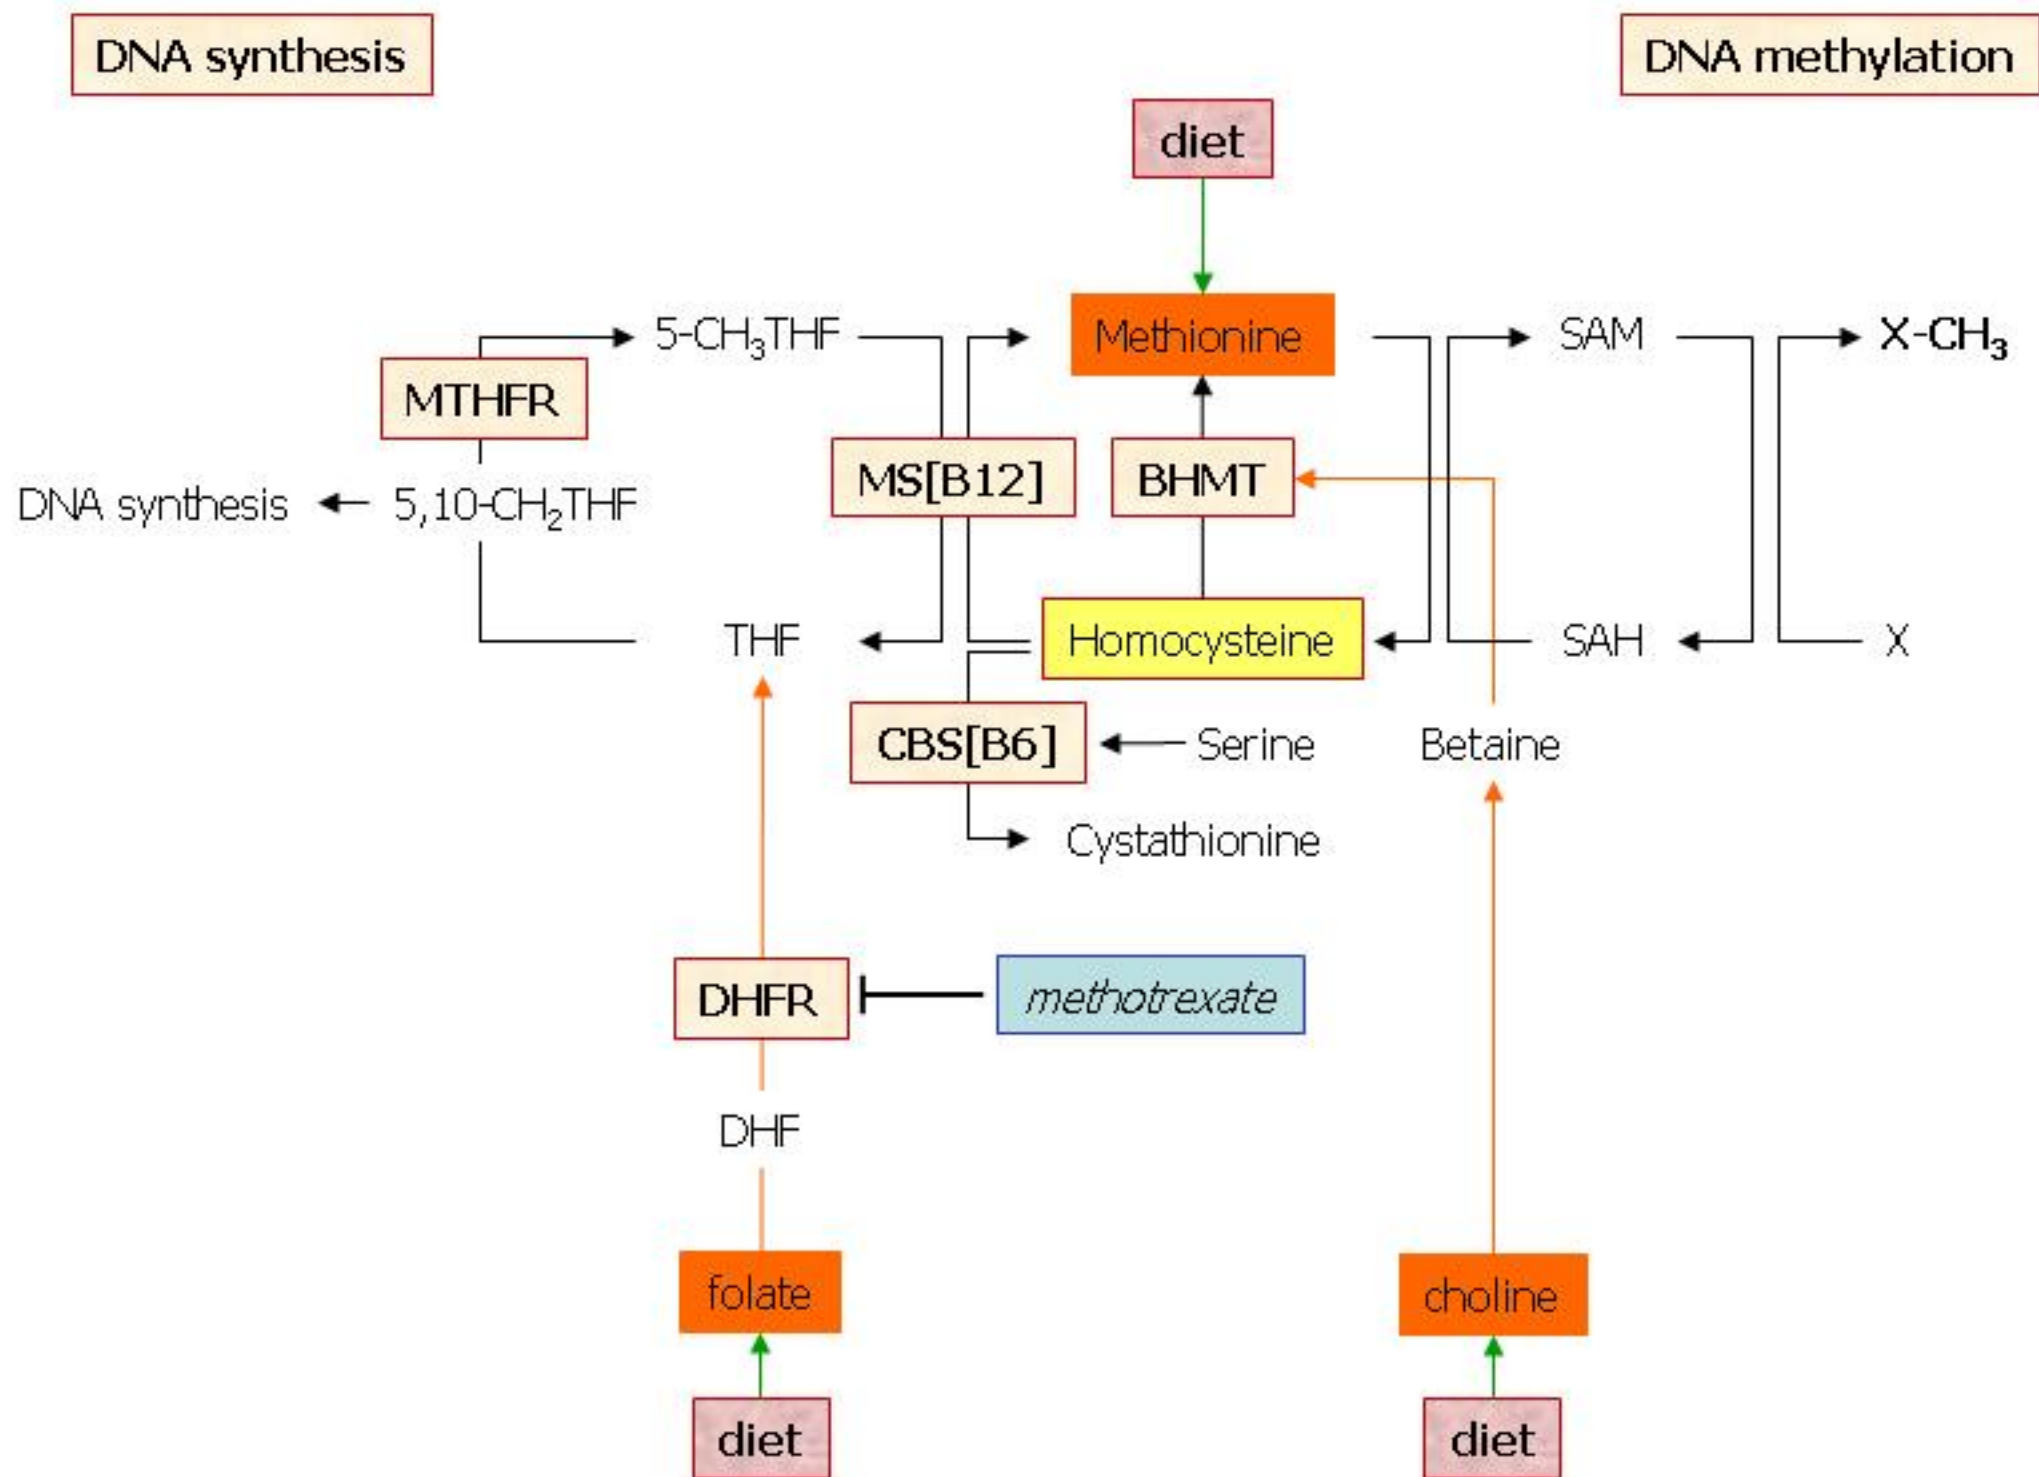 DNA synthesis
DNA methylation
diet
5-CH₃THF
Methionine
SAM
X-CH₃
MTHFR
MS[B12]
BHMT
DNA synthesis
5,10-CH₂THF
THF
Homocysteine
SAH
X
CBS[B6]
Serine
Betaine
Cystathionine
DHFR
methotrexate
DHF
folate
choline
diet
diet